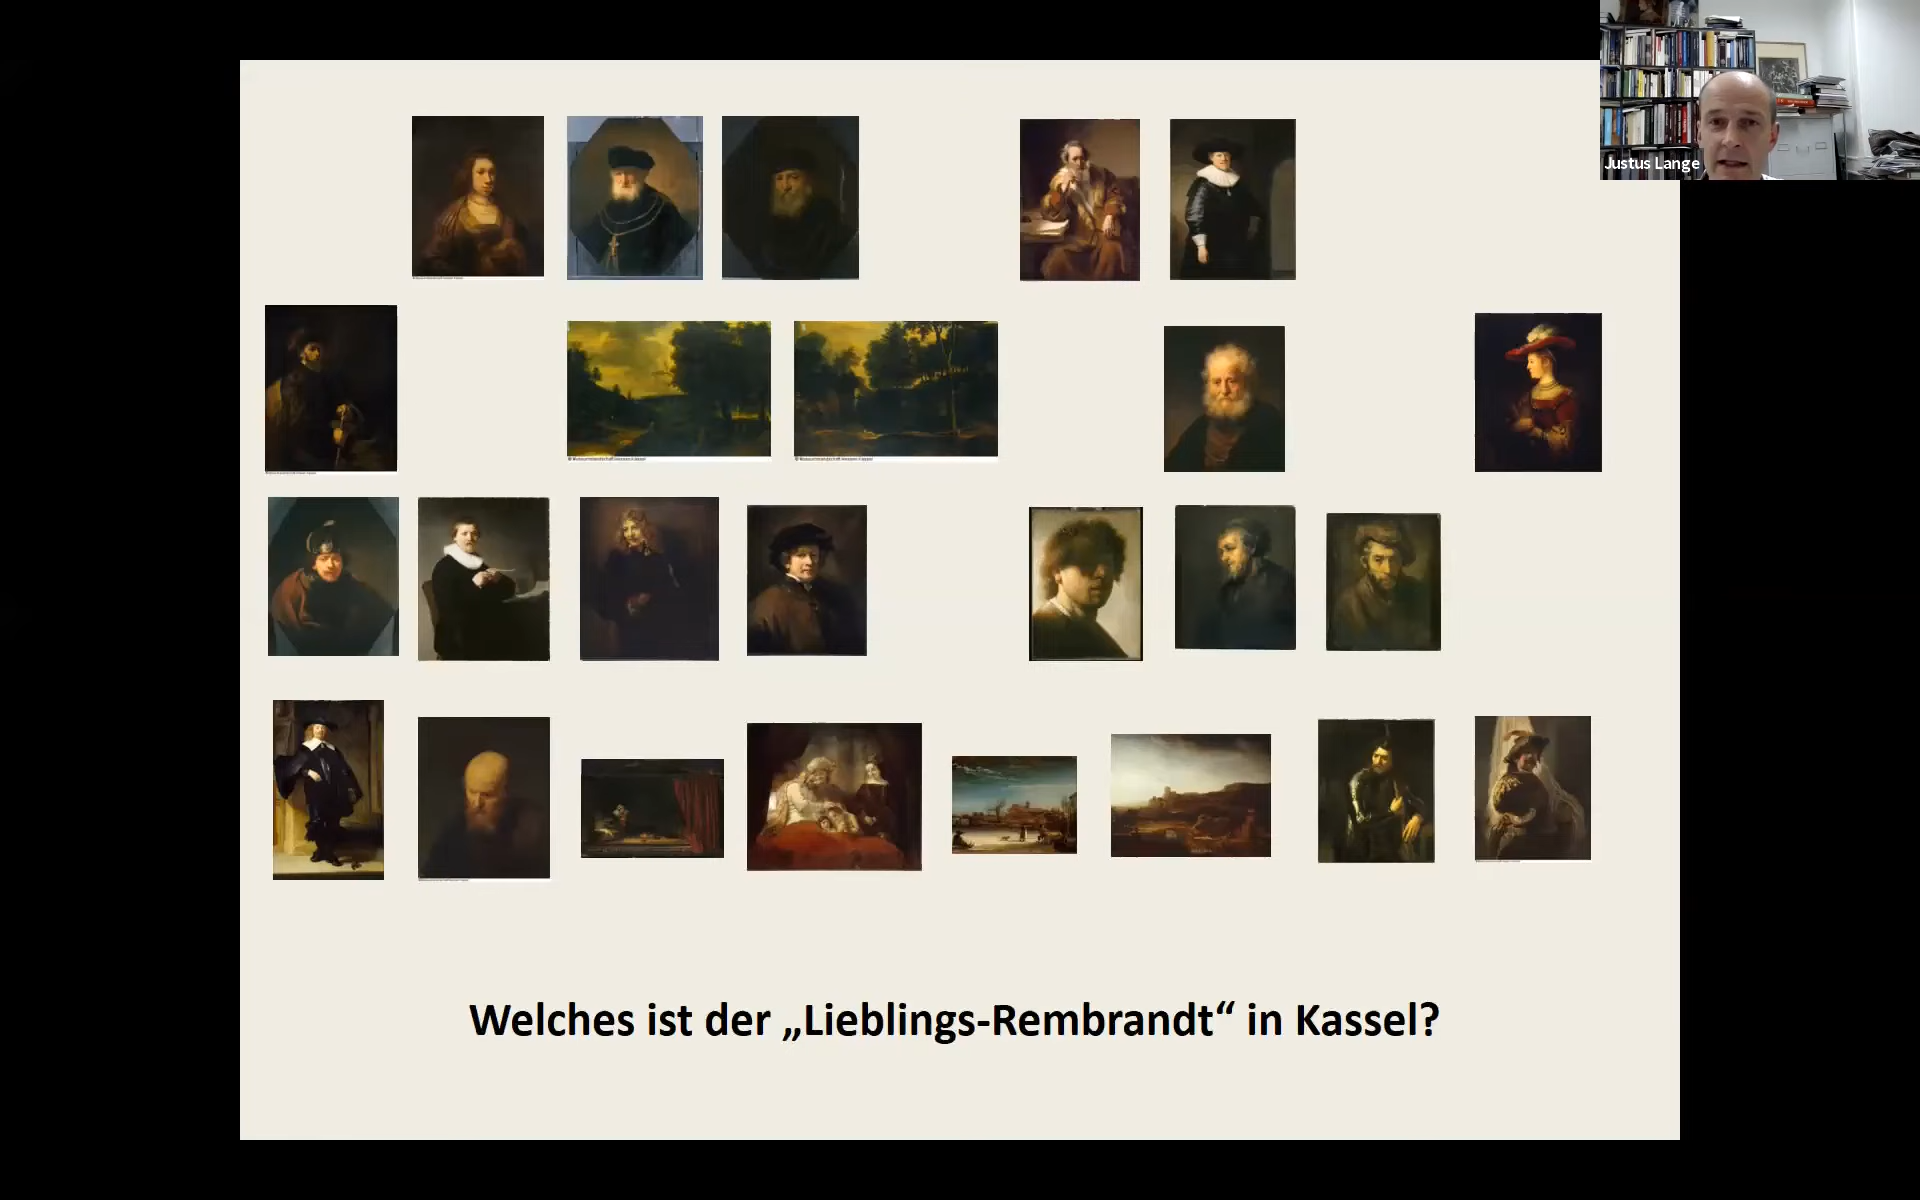 Justus Lange
Welches ist der „Lieblings-Rembrandt“ in Kassel?